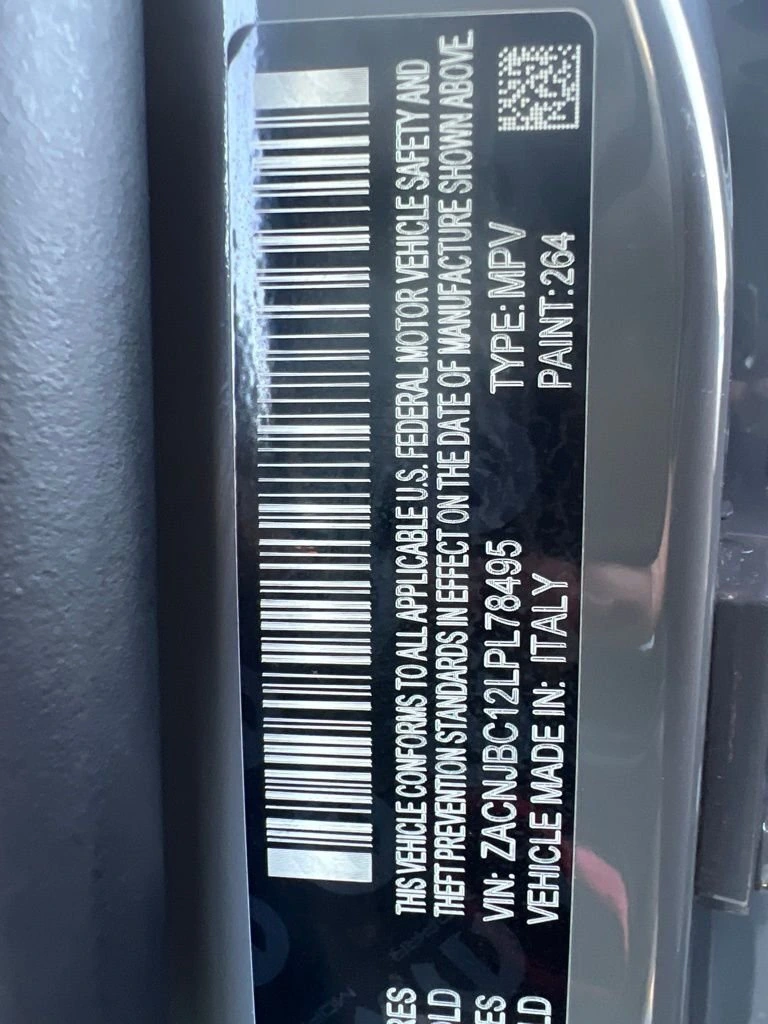 THIS VEHICLE CONFORMS TO ALL APPLICABLE U.S. FEDERAL MOTOR VEHICLE SAFETY AND
THEFT PREVENTION STANDARDS IN EFFECT ON THE DATE OF MANUFACTURE SHOWN ABOVE.
VIN: ZACNJBC12LPL78495 TYPE: MPV
VEHICLE MADE IN: ITALY PAINT:264